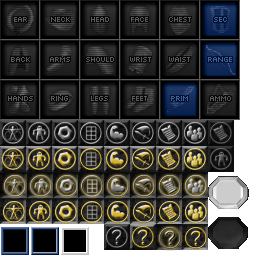 EAR NECK HEAD FACE CHEST SEC
BACK ARMS SHOULD WRIST WAIST RANGE
HANDS RING LEGS FEET PRIM AMMO
? ? ? ?